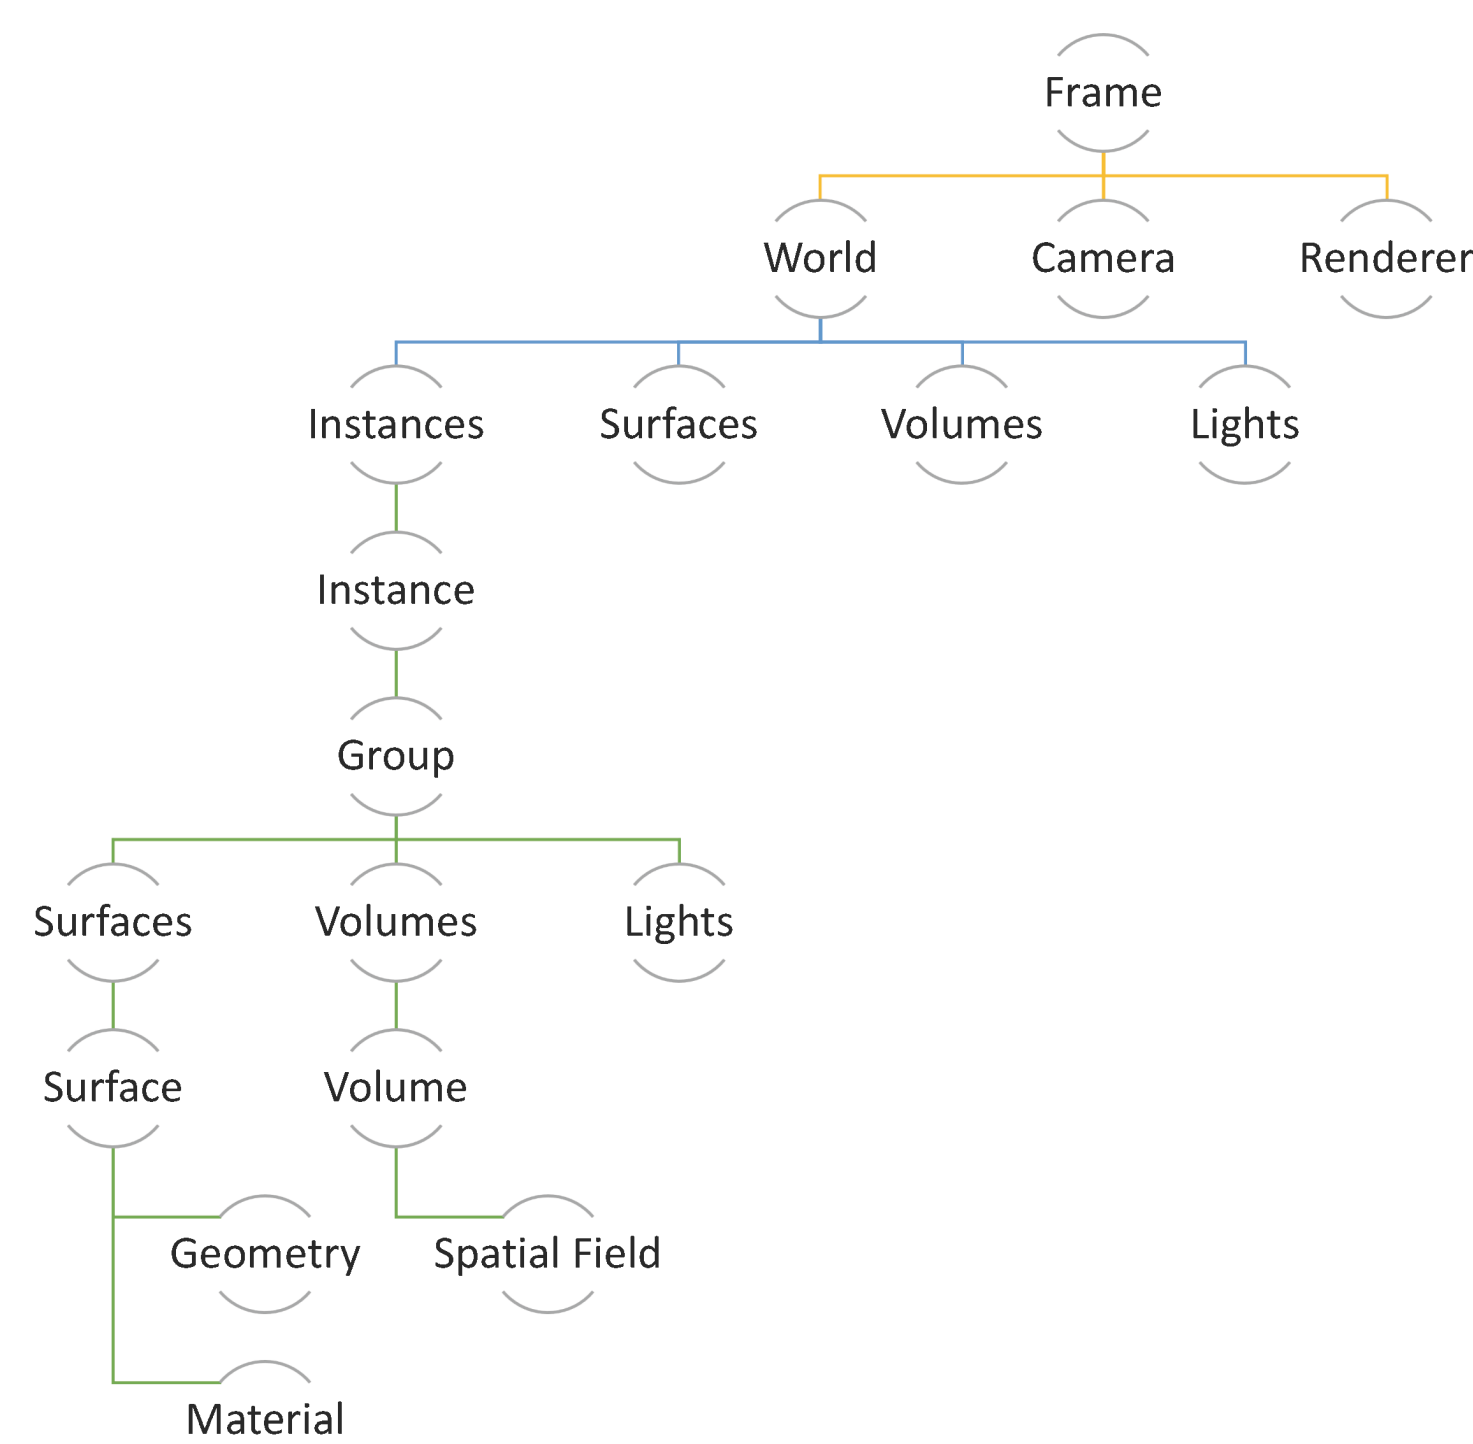 Frame
World
Camera
Renderer
Instances
Surfaces
Volumes
Lights
Instance
Group
Surfaces
Volumes
Lights
Surface
Volume
Geometry
Spatial Field
Material